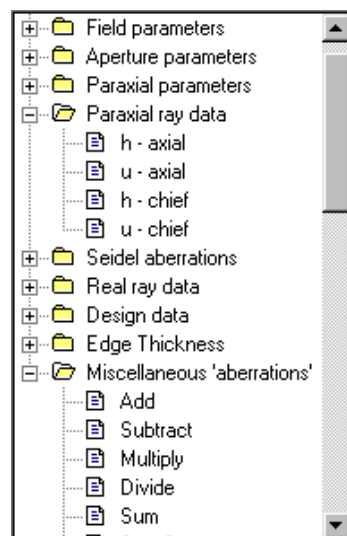 Field parameters
Aperture parameters
Paraxial parameters
Paraxial ray data
h - axial
u - axial
h - chief
u - chief
Seidel aberrations
Real ray data
Design data
Edge Thickness
Miscellaneous 'aberrations'
Add
Subtract
Multiply
Divide
Sum